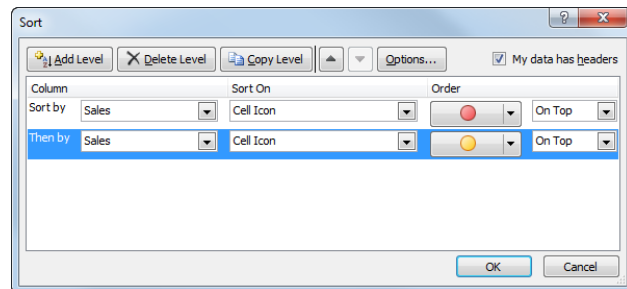 Sort
Add Level Delete Level Copy Level Options... My data has headers
Column Sort On Order
Sort by Sales Cell Icon On Top
Then by Sales Cell Icon On Top
OK Cancel